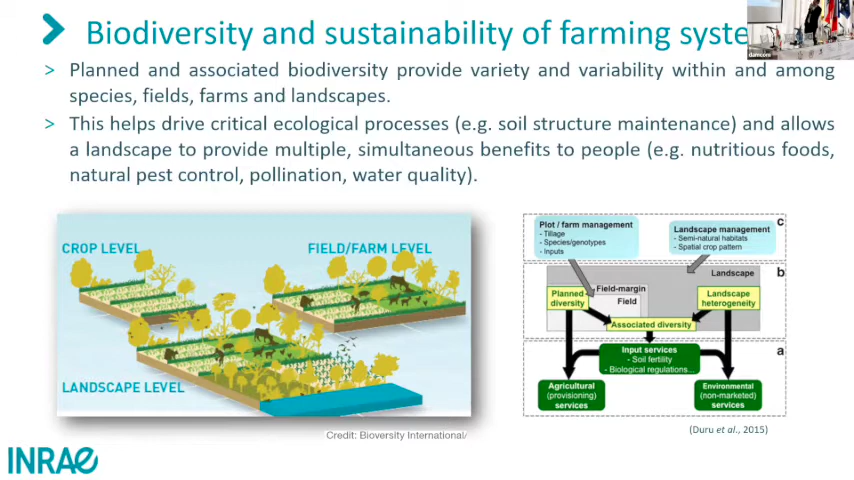 Biodiversity and sustainability of farming syste
> Planned and associated biodiversity provide variety and variability within and among
species, fields, farms and landscapes.
> This helps drive critical ecological processes (e.g. soil structure maintenance) and allows
a landscape to provide multiple, simultaneous benefits to people (e.g. nutritious foods,
natural pest control, pollination, water quality).
CROP LEVEL
FIELD/FARM LEVEL
LANDSCAPE LEVEL
Credit: Bioversity International/
c
Plot / farm management
- Tillage
- Species/genotypes
- Inputs
Landscape management
- Semi-natural habitats
- Spatial crop pattern
b
Landscape
Field-margin
Field
Planned
diversity
Landscape
heterogeneity
Associated diversity
a
Input services
- Soil fertility
- Biological regulations...
Agricultural
(provisioning)
services
Environmental
(non-marketed)
services
(Duru et al., 2015)
INRAE